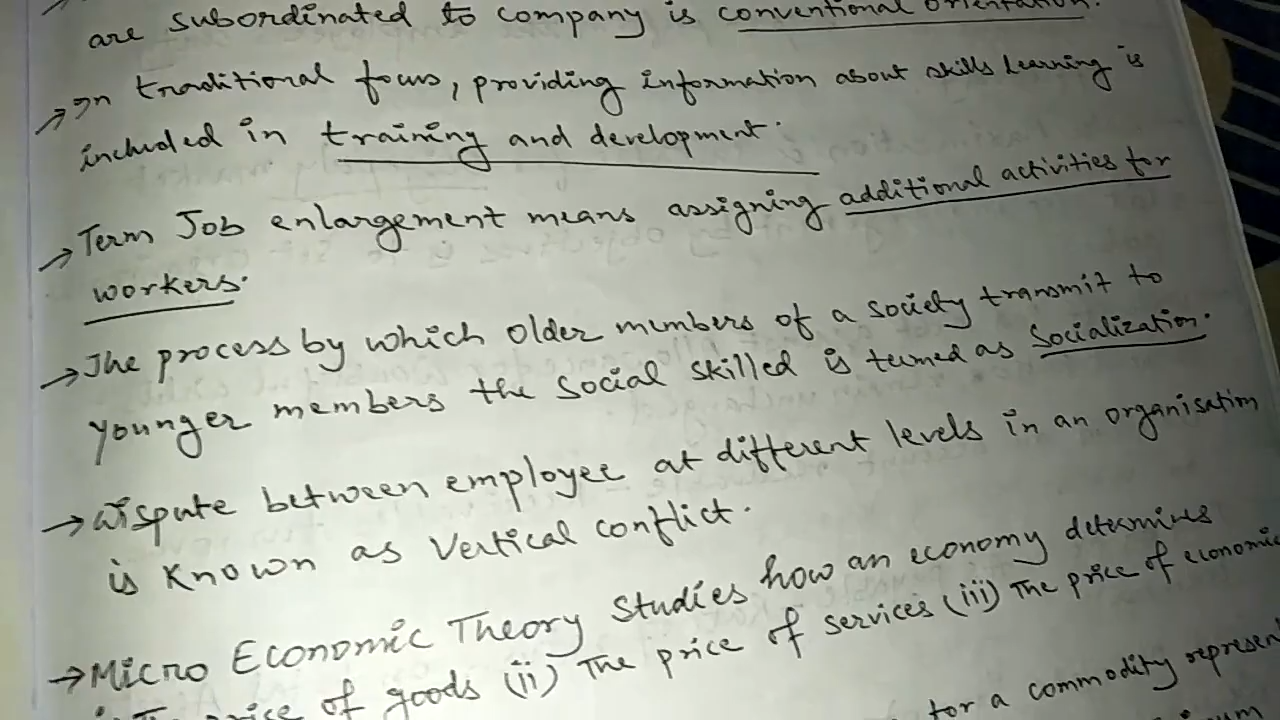 are subordinated to company is conventional orientation.
→ In traditional focus, providing information about skills learning is
included in training and development.
→ Term Job enlargement means assigning additional activities for
workers.
→ The process by which older members of a society transmit to
younger members the social skilled is termed as Socialization.
→ Dispute between employee at different levels in an organisation
is Known as Vertical conflict.
→ Micro Economic Theory Studies how an economy determines
price of goods (ii) The price of services (iii) The price of economic
for a commodity represen